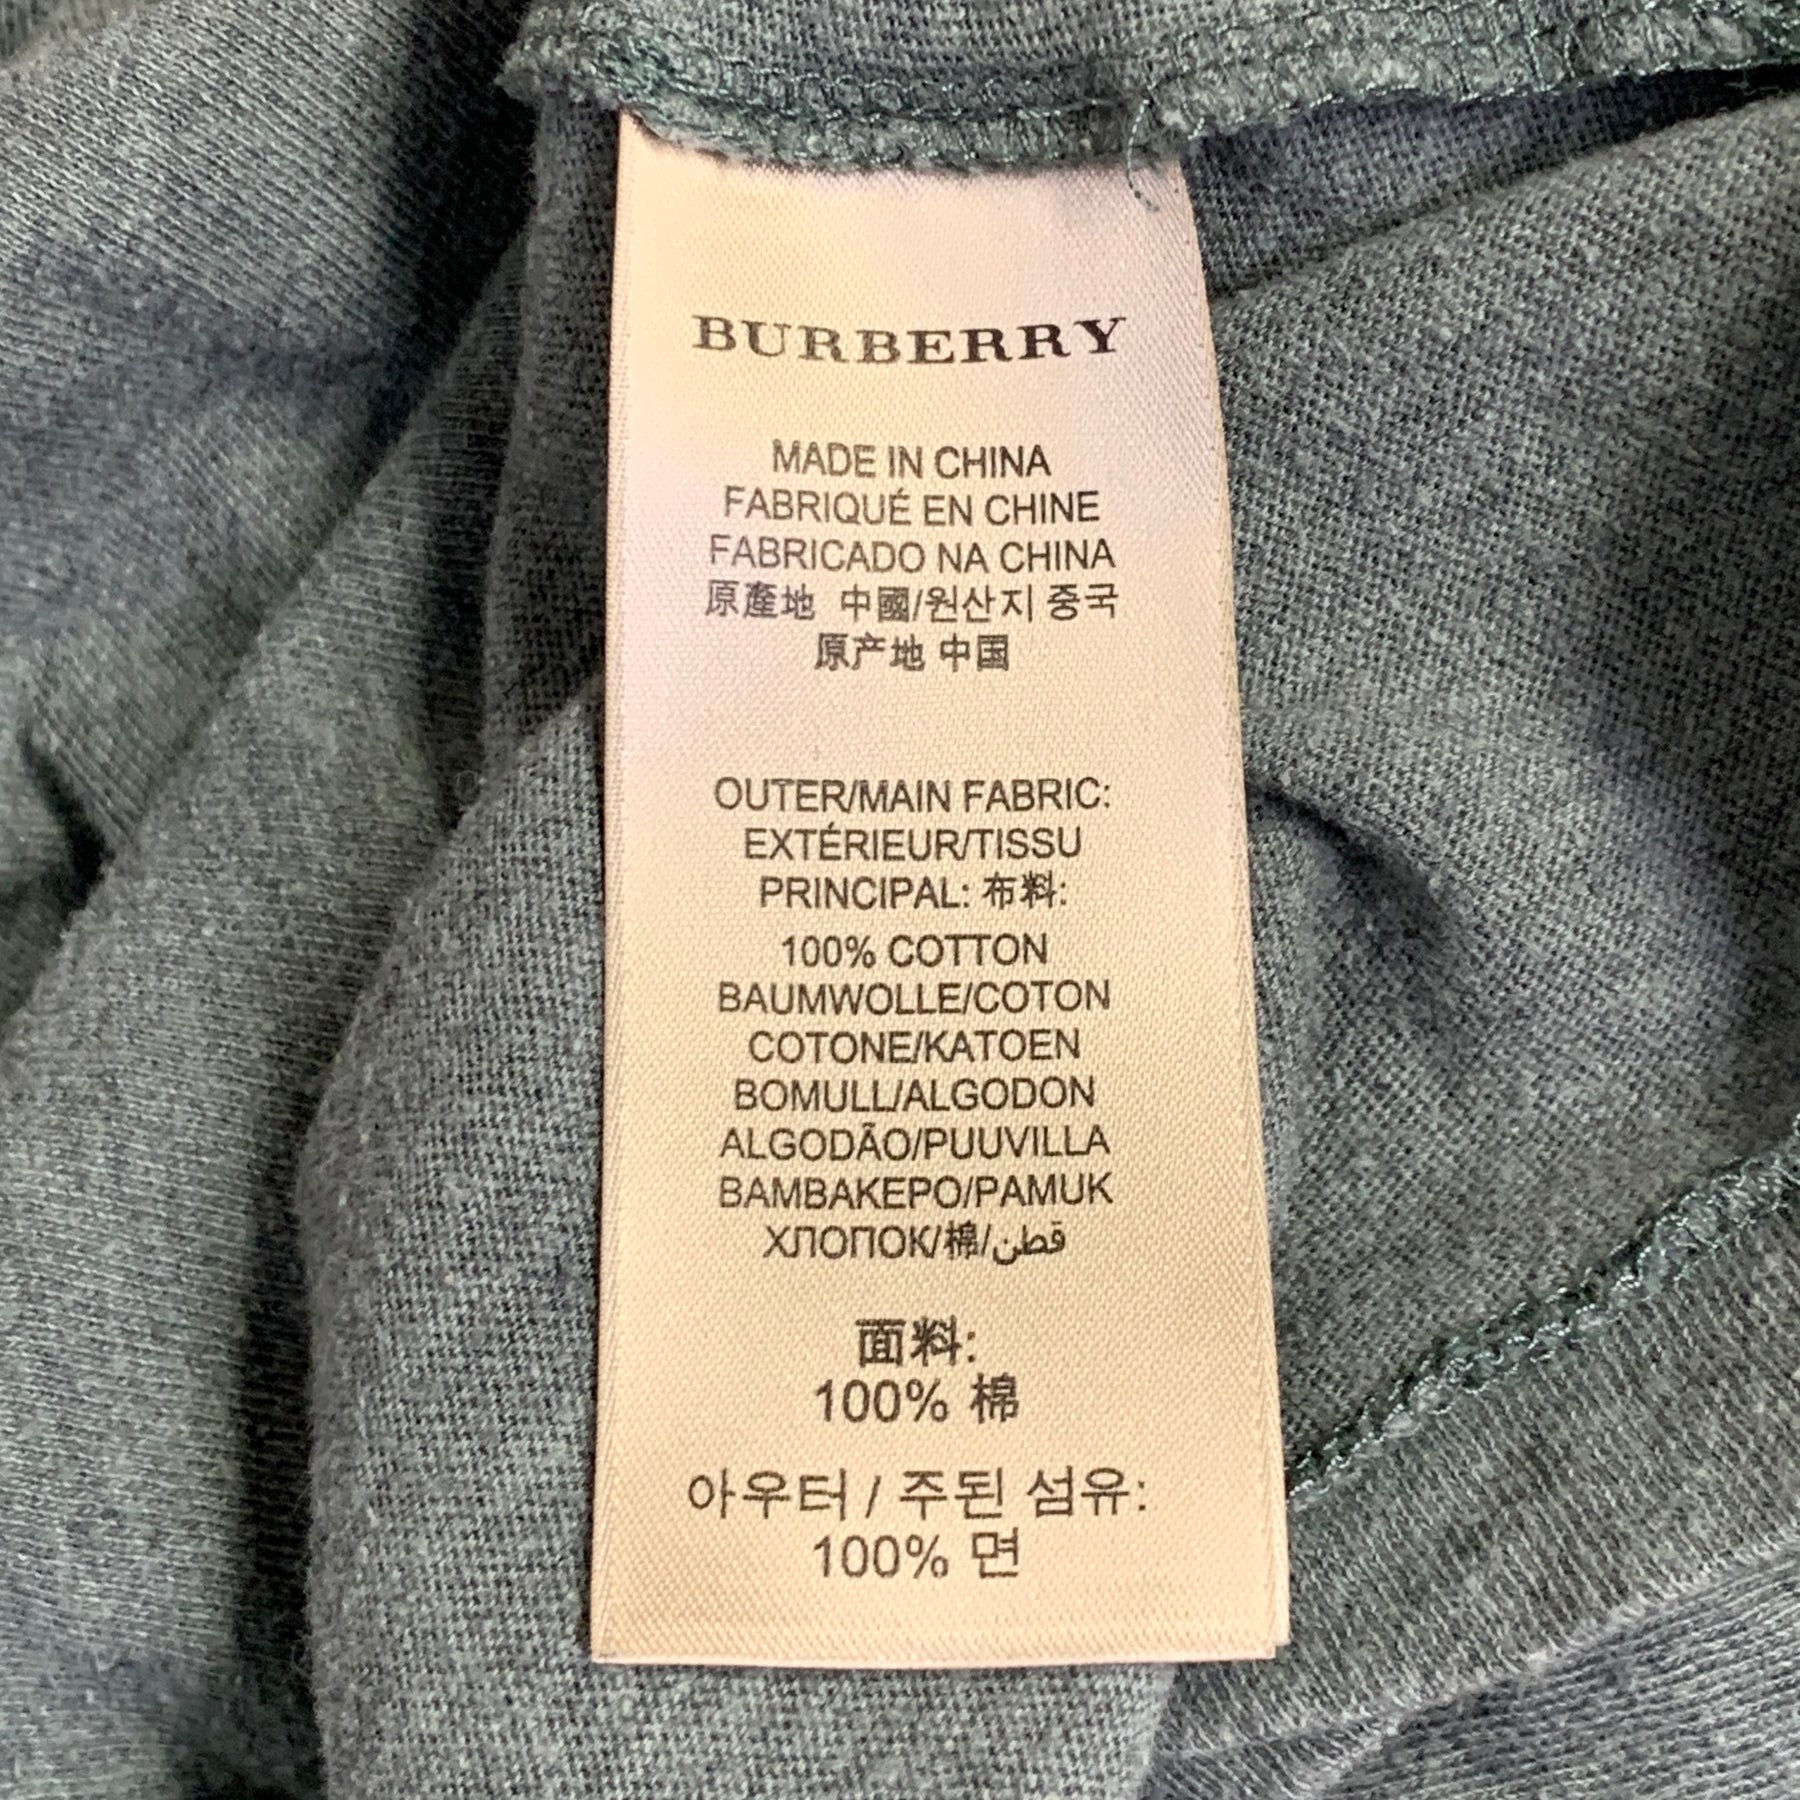 BURBERRY
MADE IN CHINA
FABRIQUÉ EN CHINE
FABRICADO NA CHINA
原產地 中國/원산지 중국
原产地 中国
OUTER/MAIN FABRIC:
EXTÉRIEUR/TISSU
PRINCIPAL: 布料:
100% COTTON
BAUMWOLLE/COTON
COTONE/KATOEN
BOMULL/ALGODON
ALGODÃO/PUUVILLA
BAMBAKEPO/PAMUK
ХЛОПОК/棉/قطن
面料:
100% 棉
아우터 / 주된 섬유:
100% 면